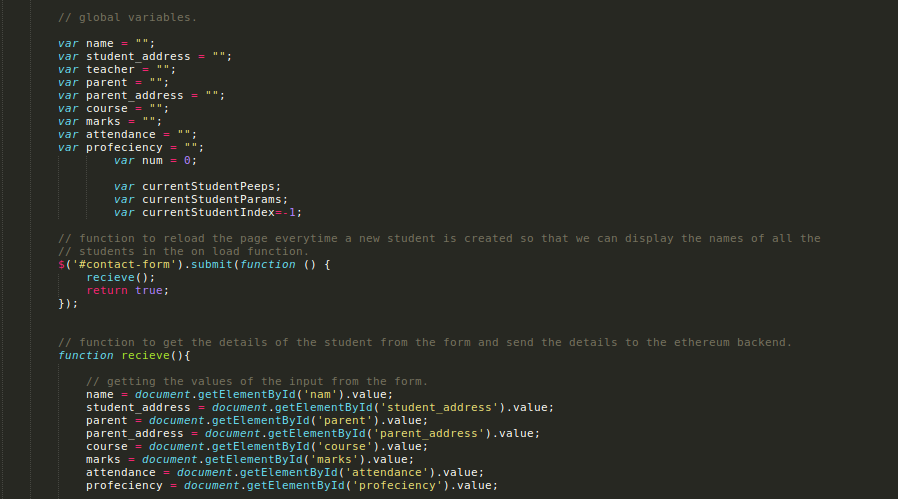 // global variables.
var name = "";
var student_address = "";
var teacher = "";
var parent = "";
var parent_address = "";
var course = "";
var marks = "";
var attendance = "";
var profeciency = "";
var num = 0;
var currentStudentPeeps;
var currentStudentParams;
var currentStudentIndex=-1;
// function to reload the page everytime a new student is created so that we can display the names of all the
// students in the on load function.
$('#contact-form').submit(function () {
recieve();
return true;
});
// function to get the details of the student from the form and send the details to the ethereum backend.
function recieve(){
// getting the values of the input from the form.
name = document.getElementById('nam').value;
student_address = document.getElementById('student_address').value;
parent = document.getElementById('parent').value;
parent_address = document.getElementById('parent_address').value;
course = document.getElementById('course').value;
marks = document.getElementById('marks').value;
attendance = document.getElementById('attendance').value;
profeciency = document.getElementById('profeciency').value;